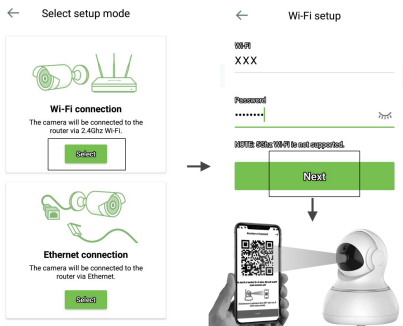 Select setup mode
Wi-Fi connection
The camera will be connected to the
router via 2.4Ghz Wi-Fi.
Select
Ethernet connection
The camera will be connected to the
router via Ethernet.
Select
Wi-Fi setup
Wi-Fi
XXX
Password
••••••••
NOTE: 5Ghz Wi-Fi is not supported.
Next